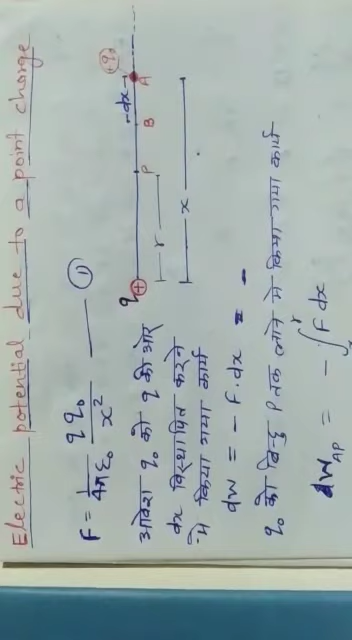 Electric potential due to a point charge
F = 1/4πε₀ qq₀/x² ——— ①
q
+
r
x
P
B
dx
A
+q₀
आवेश q₀ को q की ओर
dx विस्थापित करने
में किया गया कार्य
dw = - F·dx = -
q₀ को बिन्दु P तक लाने में किया गया कार्य
dW_AP = - ∫ʳ F dx